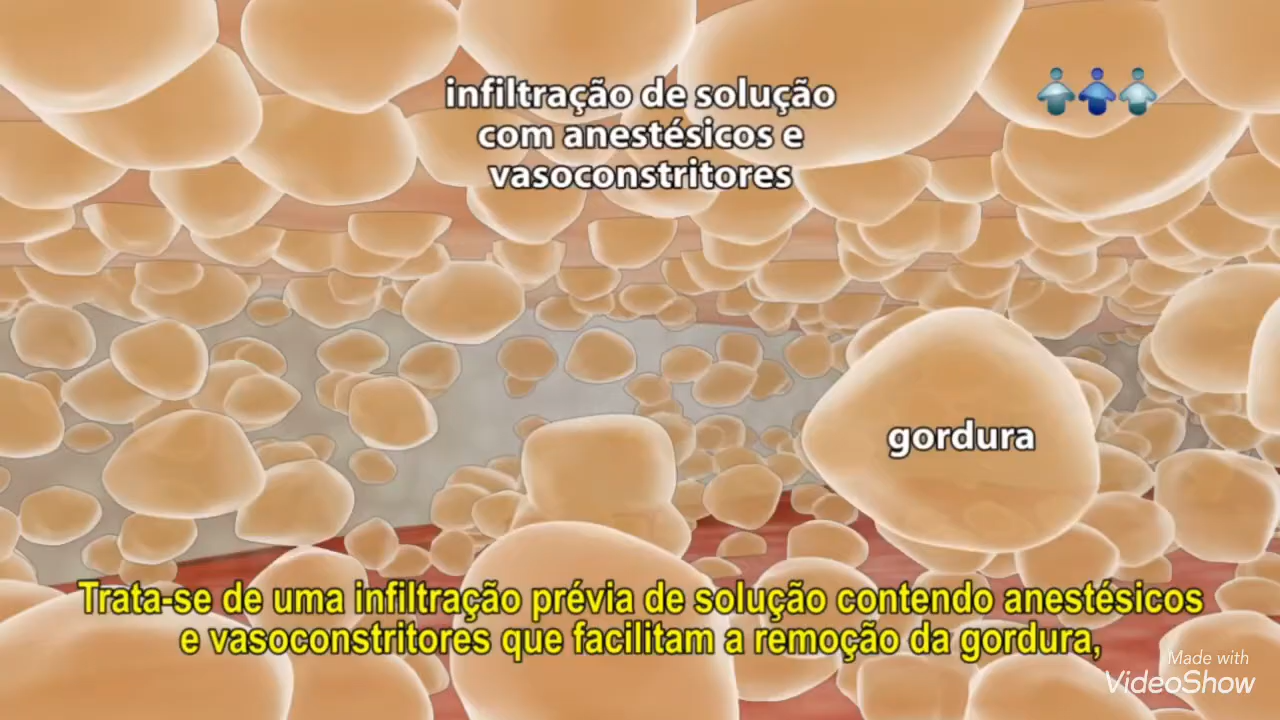 infiltração de solução
com anestésicos e
vasoconstritores
gordura
Trata-se de uma infiltração prévia de solução contendo anestésicos
e vasoconstritores que facilitam a remoção da gordura,
Made with
VideoShow